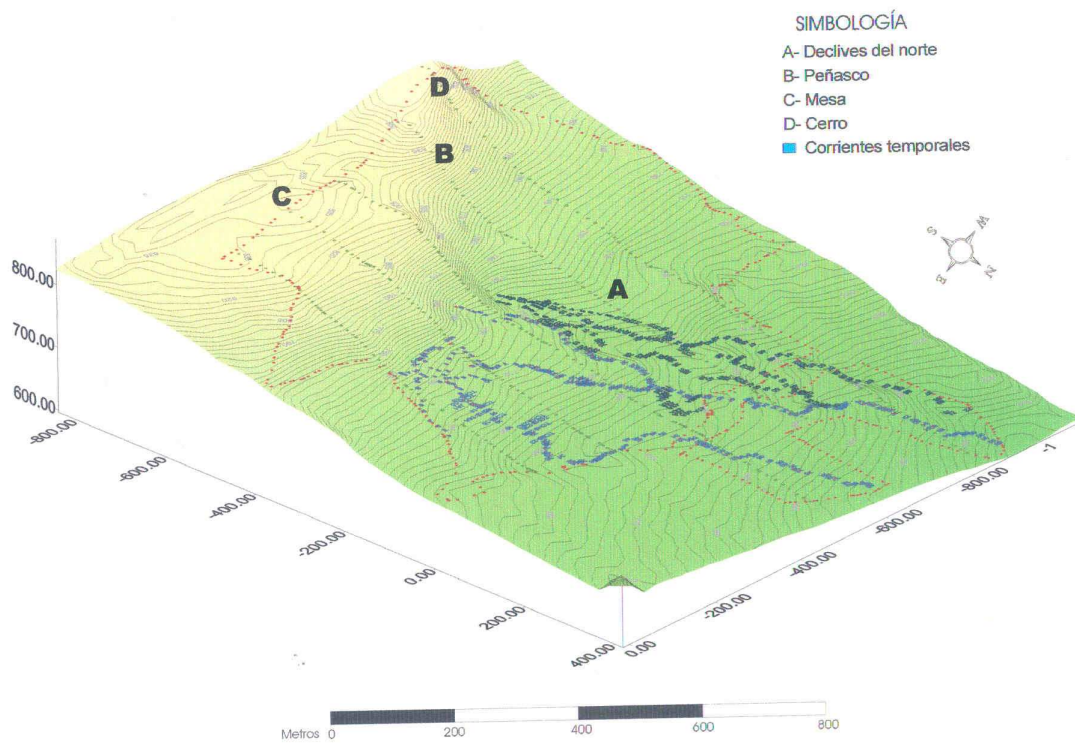 SIMBOLOGÍA
A- Declives del norte
B- Peñasco
C- Mesa
D- Cerro
Corrientes temporales
D
B
C
A
S
W
E
N
800.00
700.00
600.00
-800.00
-600.00
-400.00
-200.00
0.00
200.00
400.00
0.00
-200.00
-400.00
-600.00
-800.00
-1
Metros 0 200 400 600 800